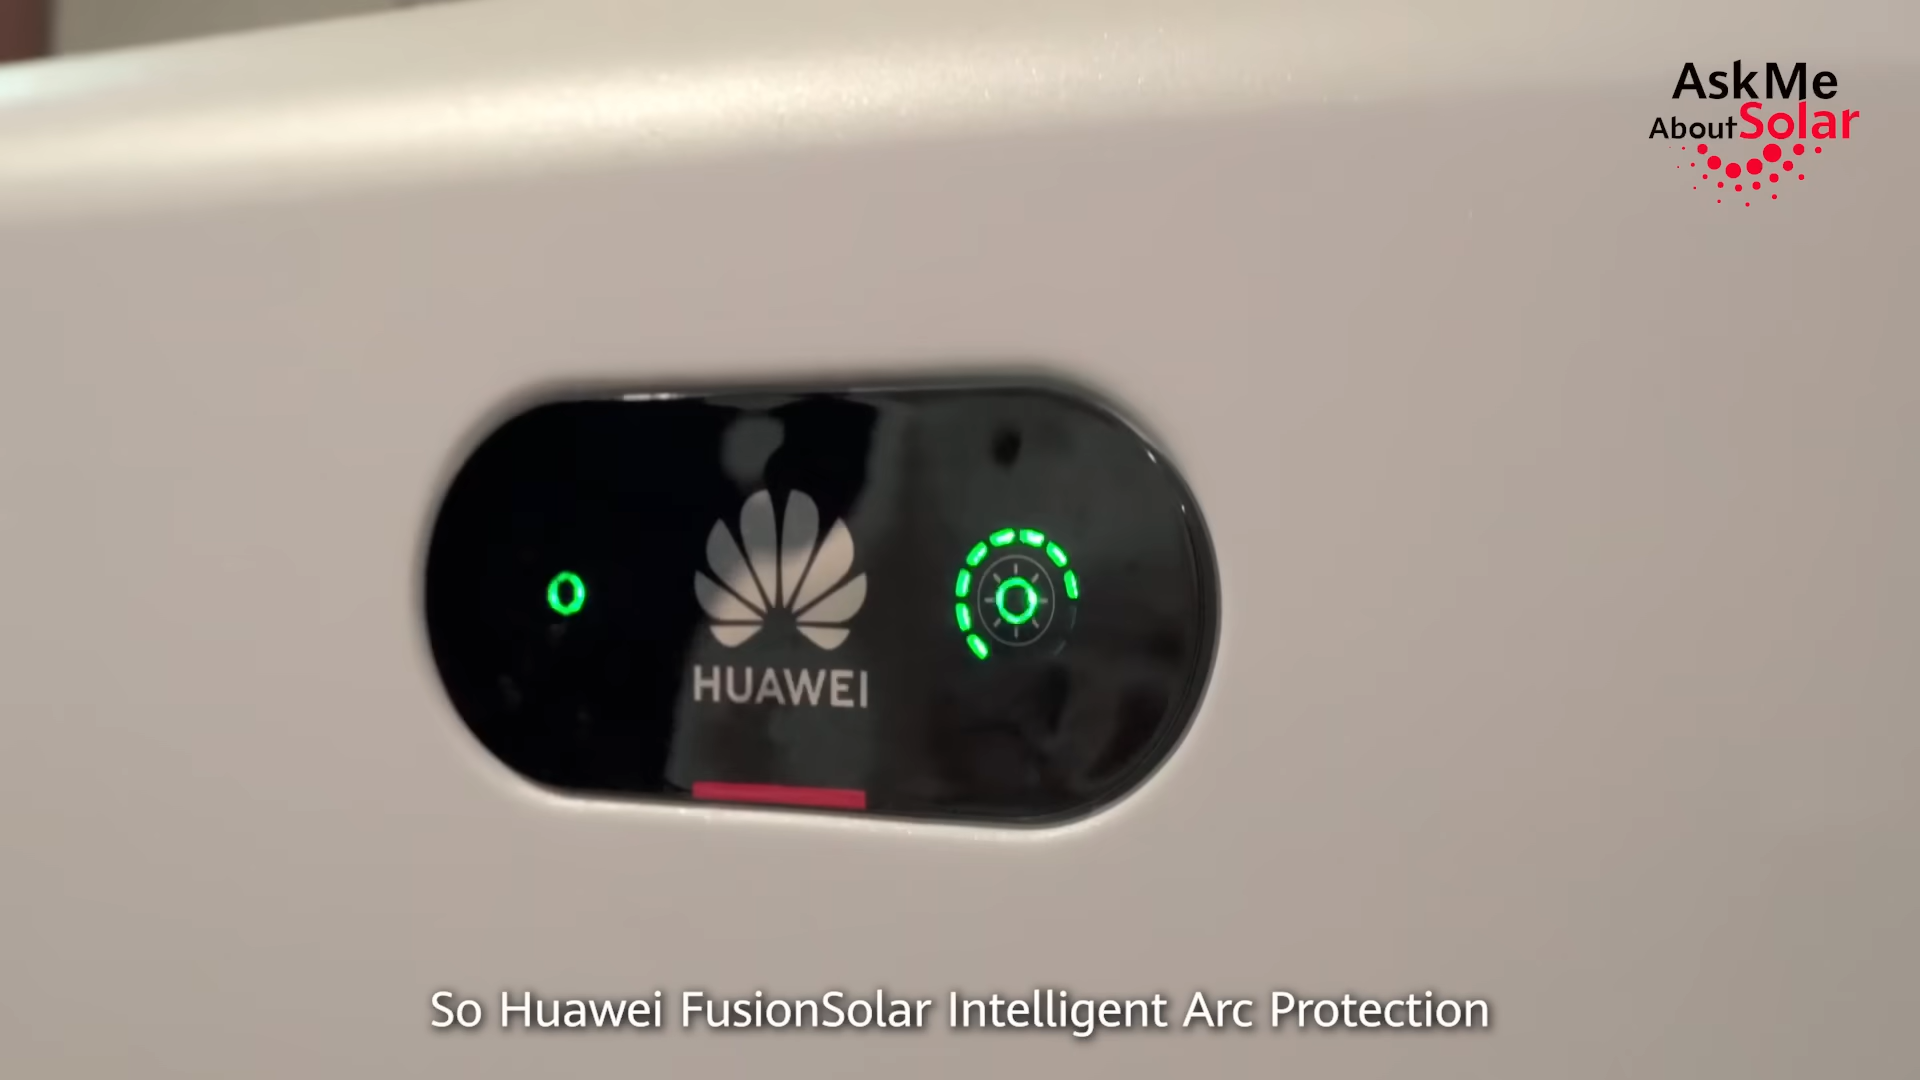 AskMe
AboutSolar
HUAWEI
So Huawei FusionSolar Intelligent Arc Protection